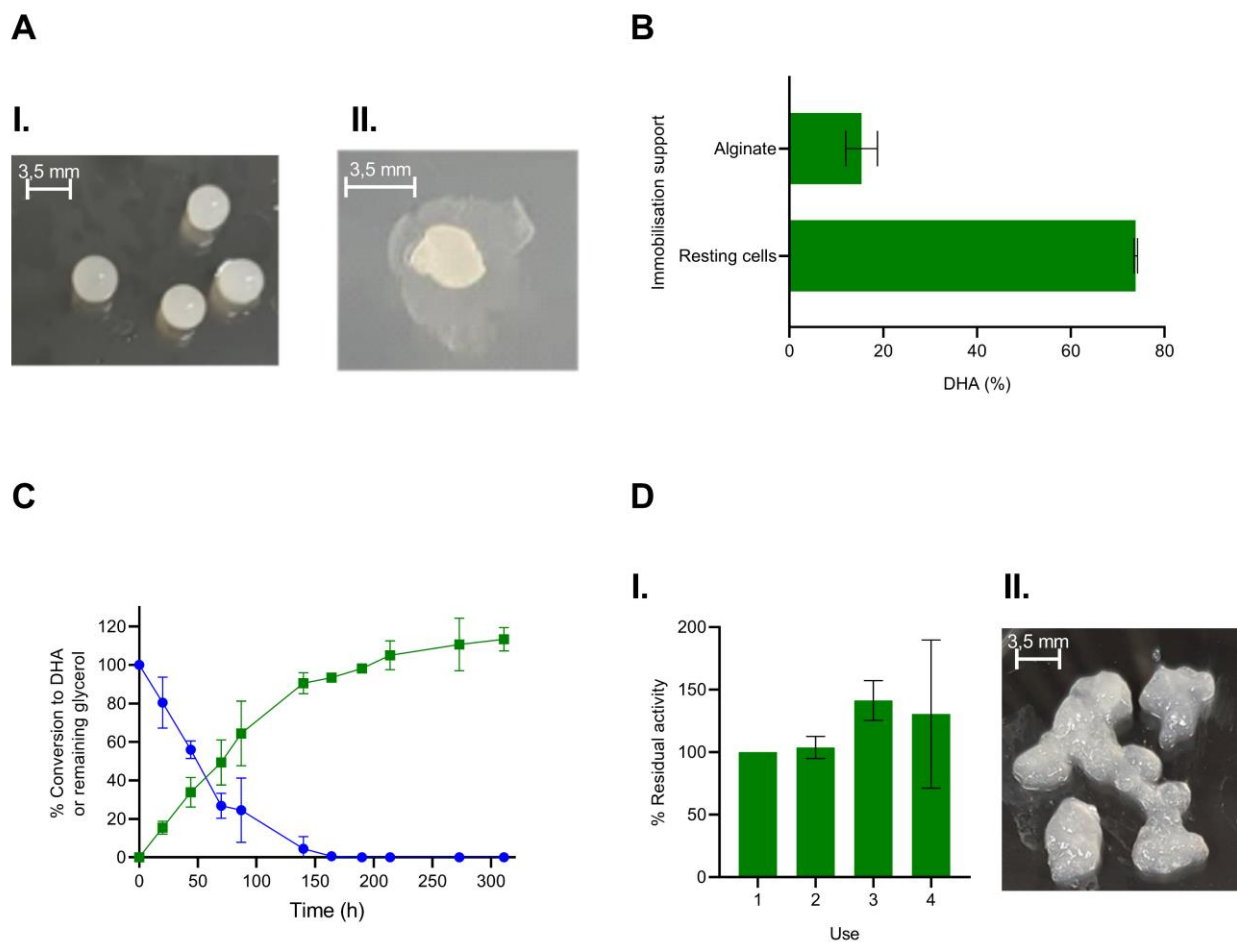 A
B
I.
II.
3,5 mm
3,5 mm
Immobilisation support
Alginate
Resting cells
0
20
40
60
80
DHA (%)
C
D
% Conversion to DHA
or remaining glycerol
120
100
80
60
40
20
0
0
50
100
150
200
250
300
Time (h)
I.
II.
% Residual activity
200
150
100
50
0
1
2
3
4
Use
3,5 mm